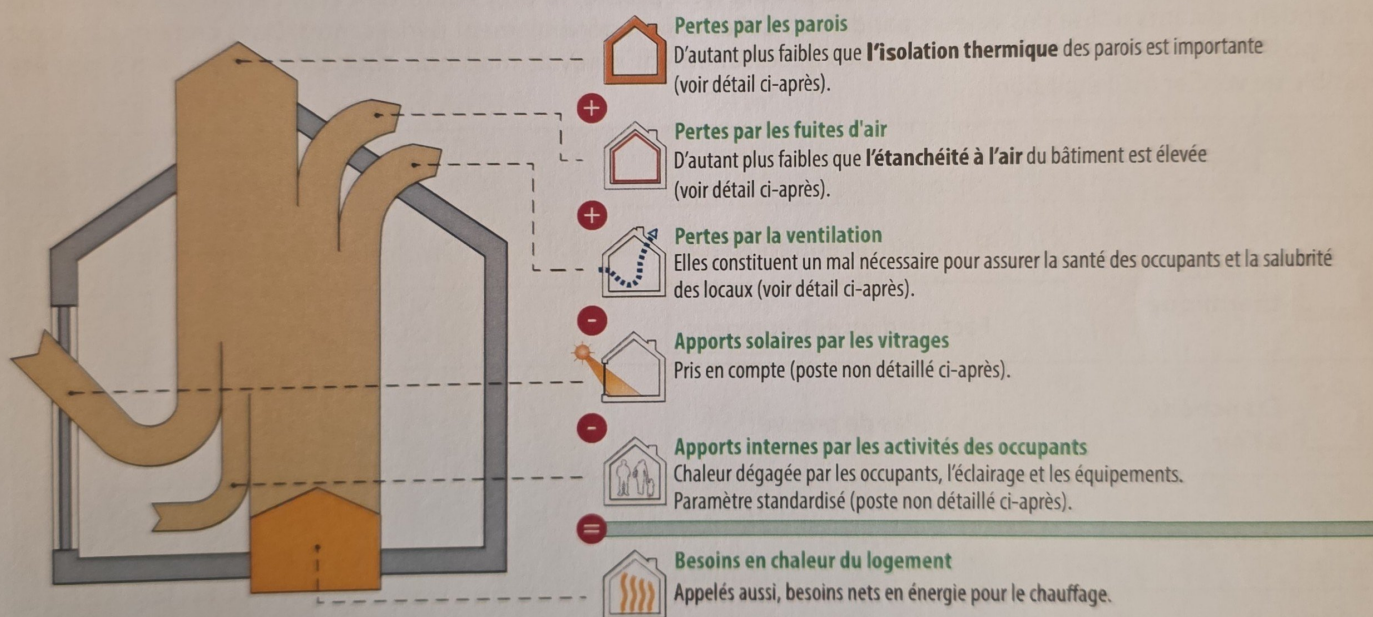 Pertes par les parois
D'autant plus faibles que l'isolation thermique des parois est importante
(voir détail ci-après).
+
Pertes par les fuites d'air
D'autant plus faibles que l'étanchéité à l'air du bâtiment est élevée
(voir détail ci-après).
+
Pertes par la ventilation
Elles constituent un mal nécessaire pour assurer la santé des occupants et la salubrité
des locaux (voir détail ci-après).
-
Apports solaires par les vitrages
Pris en compte (poste non détaillé ci-après).
-
Apports internes par les activités des occupants
Chaleur dégagée par les occupants, l'éclairage et les équipements.
Paramètre standardisé (poste non détaillé ci-après).
=
Besoins en chaleur du logement
Appelés aussi, besoins nets en énergie pour le chauffage.